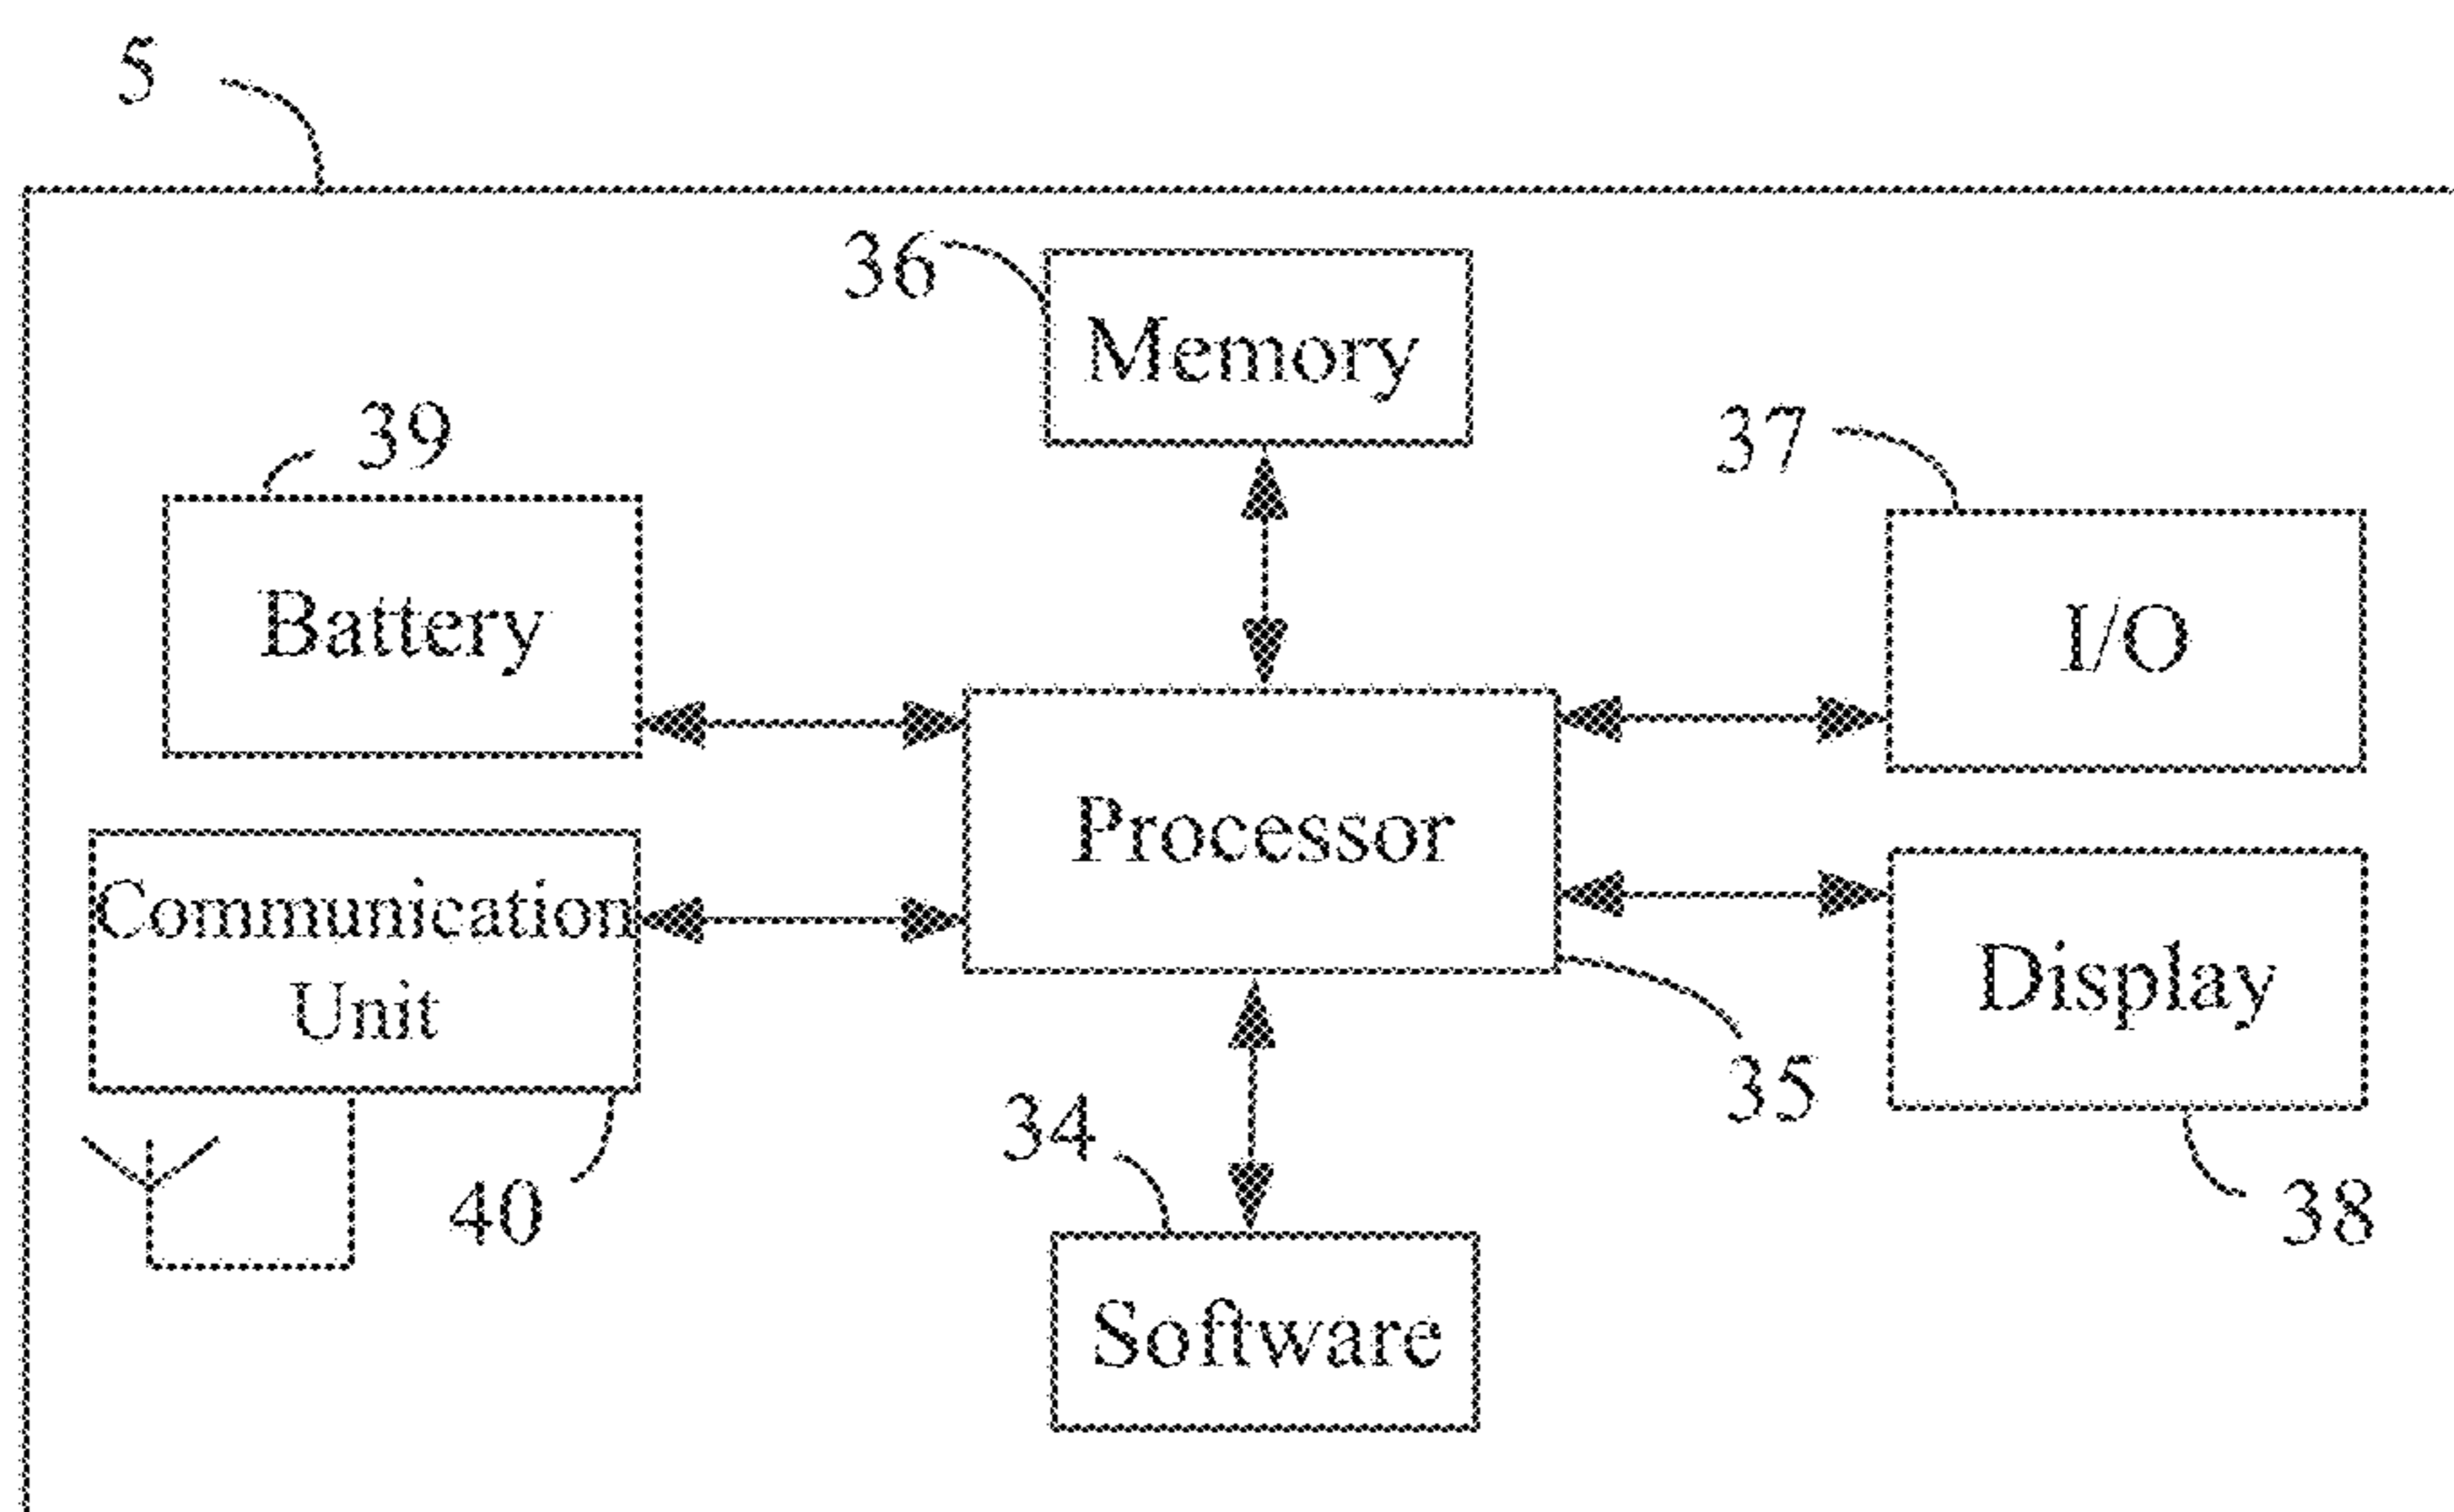 5
36
Memory
39
37
Battery
I/O
Processor
Communication
Unit
Display
35
34
40
38
Software